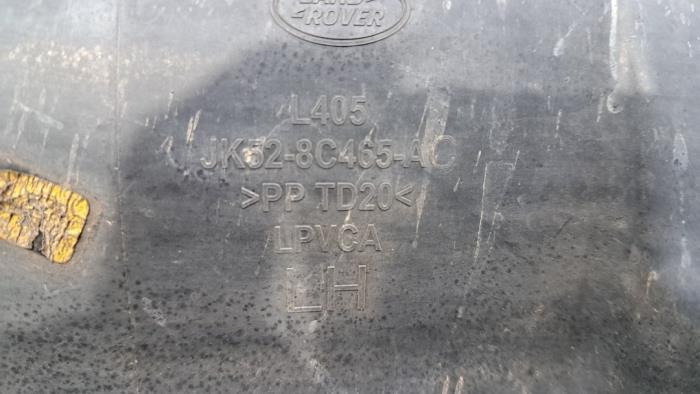 LAND
ROVER
L405
JK52-8C465-AC
>PP TD20<
LPVCA
LH